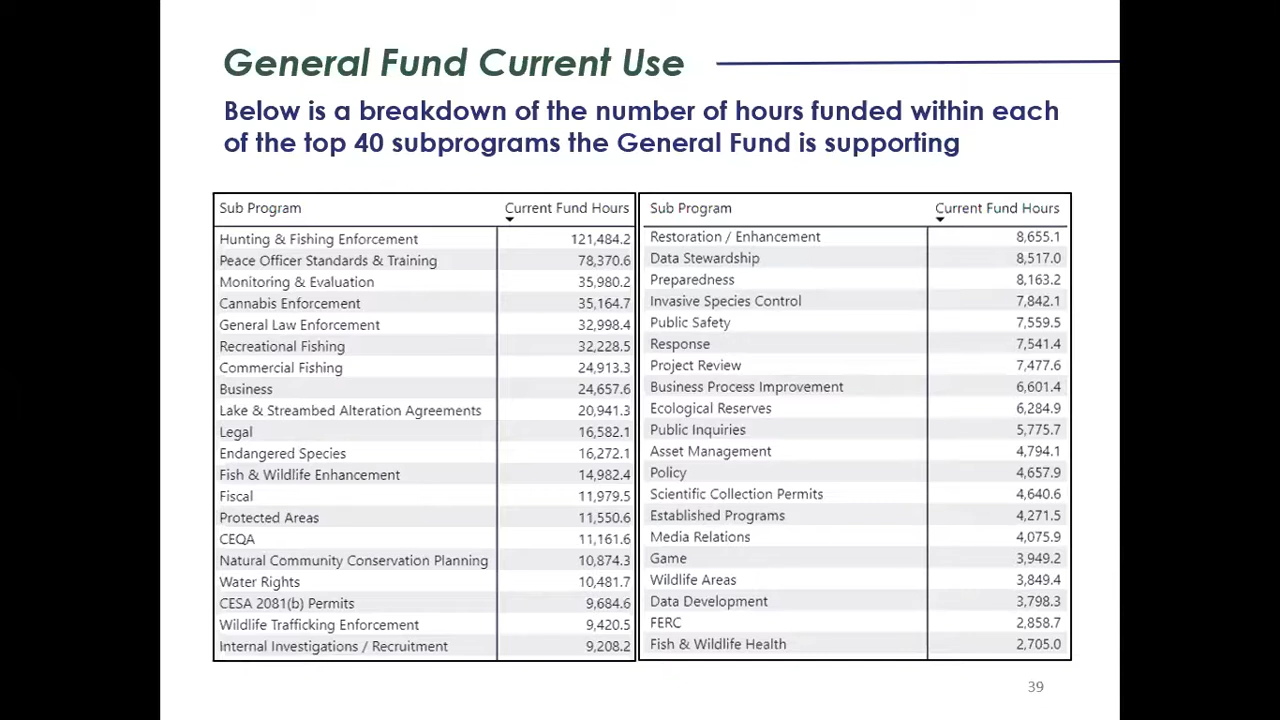 General Fund Current Use
Below is a breakdown of the number of hours funded within each
of the top 40 subprograms the General Fund is supporting
Sub Program Current Fund Hours
Hunting & Fishing Enforcement 121,484.2
Peace Officer Standards & Training 78,370.6
Monitoring & Evaluation 35,980.2
Cannabis Enforcement 35,164.7
General Law Enforcement 32,998.4
Recreational Fishing 32,228.5
Commercial Fishing 24,913.3
Business 24,657.6
Lake & Streambed Alteration Agreements 20,941.3
Legal 16,582.1
Endangered Species 16,272.1
Fish & Wildlife Enhancement 14,982.4
Fiscal 11,979.5
Protected Areas 11,550.6
CEQA 11,161.6
Natural Community Conservation Planning 10,874.3
Water Rights 10,481.7
CESA 2081(b) Permits 9,684.6
Wildlife Trafficking Enforcement 9,420.5
Internal Investigations / Recruitment 9,208.2
Sub Program Current Fund Hours
Restoration / Enhancement 8,655.1
Data Stewardship 8,517.0
Preparedness 8,163.2
Invasive Species Control 7,842.1
Public Safety 7,559.5
Response 7,541.4
Project Review 7,477.6
Business Process Improvement 6,601.4
Ecological Reserves 6,284.9
Public Inquiries 5,775.7
Asset Management 4,794.1
Policy 4,657.9
Scientific Collection Permits 4,640.6
Established Programs 4,271.5
Media Relations 4,075.9
Game 3,949.2
Wildlife Areas 3,849.4
Data Development 3,798.3
FERC 2,858.7
Fish & Wildlife Health 2,705.0
39